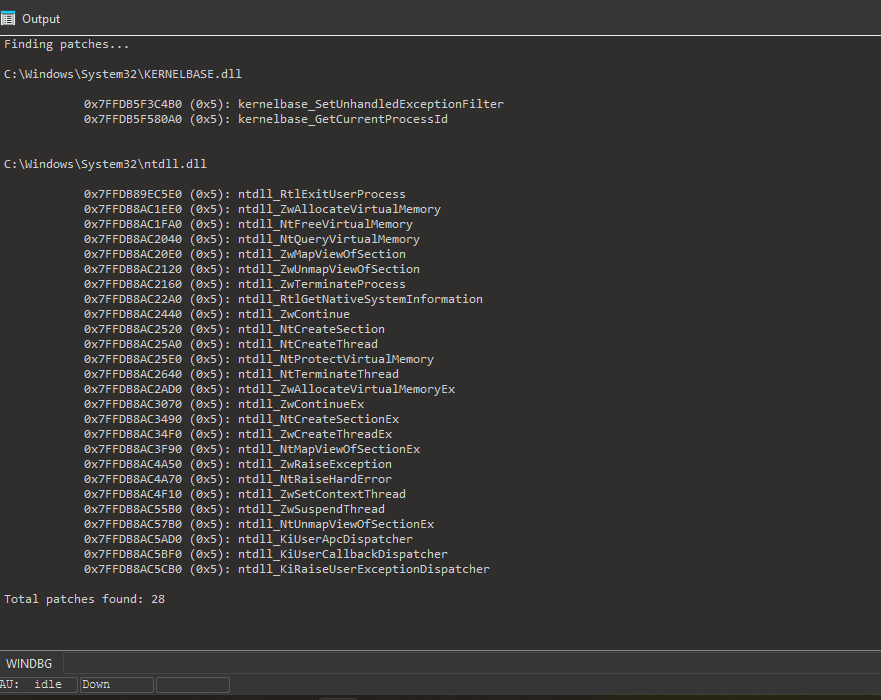 Output
Finding patches...
C:\Windows\System32\KERNELBASE.dll
0x7FFDB5F3C4B0 (0x5): kernelbase_SetUnhandledExceptionFilter
0x7FFDB5F580A0 (0x5): kernelbase_GetCurrentProcessId
C:\Windows\System32\ntdll.dll
0x7FFDB89EC5E0 (0x5): ntdll_RtlExitUserProcess
0x7FFDB8AC1EE0 (0x5): ntdll_ZwAllocateVirtualMemory
0x7FFDB8AC1FA0 (0x5): ntdll_NtFreeVirtualMemory
0x7FFDB8AC2040 (0x5): ntdll_NtQueryVirtualMemory
0x7FFDB8AC20E0 (0x5): ntdll_ZwMapViewOfSection
0x7FFDB8AC2120 (0x5): ntdll_ZwUnmapViewOfSection
0x7FFDB8AC2160 (0x5): ntdll_ZwTerminateProcess
0x7FFDB8AC22A0 (0x5): ntdll_RtlGetNativeSystemInformation
0x7FFDB8AC2440 (0x5): ntdll_ZwContinue
0x7FFDB8AC2520 (0x5): ntdll_NtCreateSection
0x7FFDB8AC25A0 (0x5): ntdll_NtCreateThread
0x7FFDB8AC25E0 (0x5): ntdll_NtProtectVirtualMemory
0x7FFDB8AC2640 (0x5): ntdll_NtTerminateThread
0x7FFDB8AC2AD0 (0x5): ntdll_ZwAllocateVirtualMemoryEx
0x7FFDB8AC3070 (0x5): ntdll_ZwContinueEx
0x7FFDB8AC3490 (0x5): ntdll_NtCreateSectionEx
0x7FFDB8AC34F0 (0x5): ntdll_ZwCreateThreadEx
0x7FFDB8AC3F90 (0x5): ntdll_NtMapViewOfSectionEx
0x7FFDB8AC4A50 (0x5): ntdll_ZwRaiseException
0x7FFDB8AC4A70 (0x5): ntdll_NtRaiseHardError
0x7FFDB8AC4F10 (0x5): ntdll_ZwSetContextThread
0x7FFDB8AC55B0 (0x5): ntdll_ZwSuspendThread
0x7FFDB8AC57B0 (0x5): ntdll_NtUnmapViewOfSectionEx
0x7FFDB8AC5AD0 (0x5): ntdll_KiUserApcDispatcher
0x7FFDB8AC5BF0 (0x5): ntdll_KiUserCallbackDispatcher
0x7FFDB8AC5CB0 (0x5): ntdll_KiRaiseUserExceptionDispatcher
Total patches found: 28
WINDBG
AU: idle Down